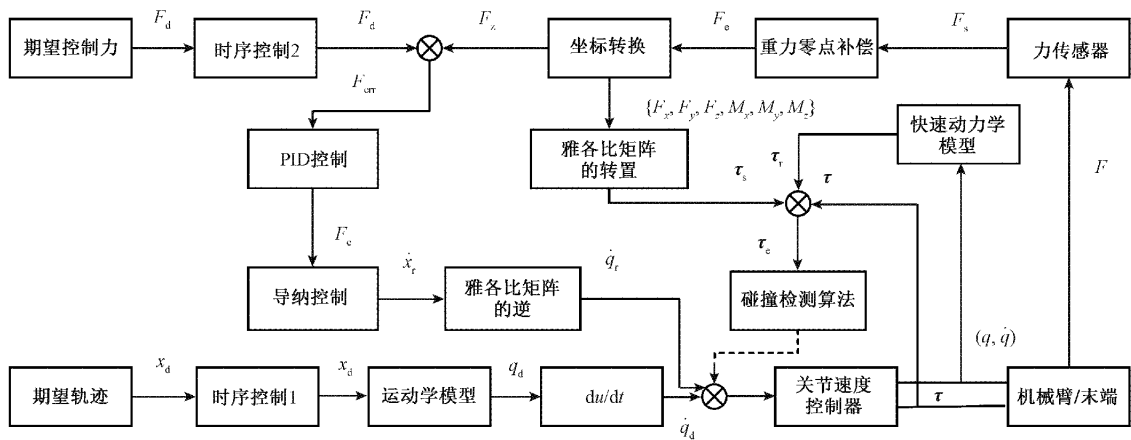 F_d F_d F_z F_e F_s
期望控制力 时序控制2 坐标转换 重力零点补偿 力传感器
F_err
{F_x, F_y, F_z, M_x, M_y, M_z}
PID控制
雅各比矩阵
的转置
快速动力学
模型
τ_s τ_r τ F
F_c τ_e
ẋ_r q̇_r
导纳控制
雅各比矩阵
的逆
碰撞检测算法
(q, q̇)
x_d x_d q_d
期望轨迹 时序控制1 运动学模型 du/dt
q̇_d
关节速度
控制器
τ
机械臂/末端